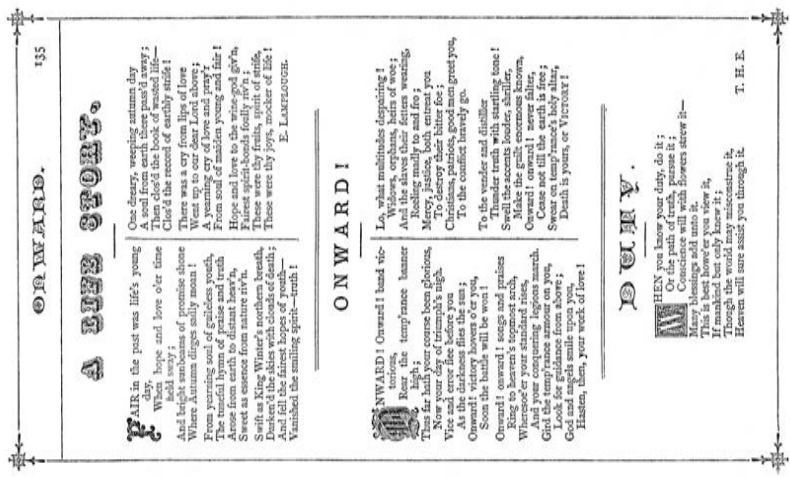 ONWARD.
135
A LIFE STORY.
FAIR in the past was life's young
day,
When hope and love o'er time
held sway;
And bright sunbeams of promise shone
Where Autumn dirges sadly moan!
From yearning soul of guileless youth,
The tuneful hymn of praise and truth
Arose from earth to distant heav'n,
Sweet as essence from nature riv'n.
Swift as King Winter's northern breath,
Darken'd the skies with clouds of death;
And fell the fairest hopes of youth—
Vanished the smiling spirit—truth!
One dreary, weeping autumn day
A soul from earth there pass'd away;
Then clos'd the book of wasted life—
Clos'd the record of earthly strife!
There was a cry from lips of love
Went up to our dear Lord above;
A yearning cry of love and pray'r
From soul of maiden young and fair!
Hope and love to the wine-god giv'n,
Fairest spirit-bonds foully riv'n;
These were thy fruits, spirit of strife,
These were thy joys, mocker of life!
E. LAMPLOUGH.
ONWARD!
ONWARD! Onward! band vic-
torious,
Rear the temp'rance banner
high;
Thus far hath your course been glorious,
Now your day of triumph's nigh.
Vice and error flee before you
As the darkness flies the sun;
Onward! victory hovers o'er you,
Soon the battle will be won!
Onward! onward! songs and praises
Ring to heaven's topmost arch,
Wheresoe'er your standard rises,
And your conquering legions march.
Gird the temp'rance armour on you,
Look for guidance from above;
God and angels smile upon you,
Hasten, then, your work of love!
Lo, what multitudes despairing!
Widows, orphans, heirs of woe;
And the slaves their fetters wearing,
Reeling madly to and fro;
Mercy, justice, both entreat you
To destroy their bitter foe;
Christians, patriots, good men greet you,
To the conflict bravely go.
To the vender and distiller
Thunder truth with startling tone!
Swell the accents louder, shriller,
Make their guilt enormous known,
Onward! onward! never falter,
Cease not till the earth is free;
Swear on temp'rance's holy altar,
Death is yours, or VICTORY!
DUTY.
WHEN you know your duty, do it;
Or the path of truth, pursue it;
Conscience will with flowers strew it—
Many blessings add unto it.
This is best howe'er you view it,
If mankind but only knew it;
Though the world may misconstrue it,
Heaven will sure assist you through it.
T. H. E.